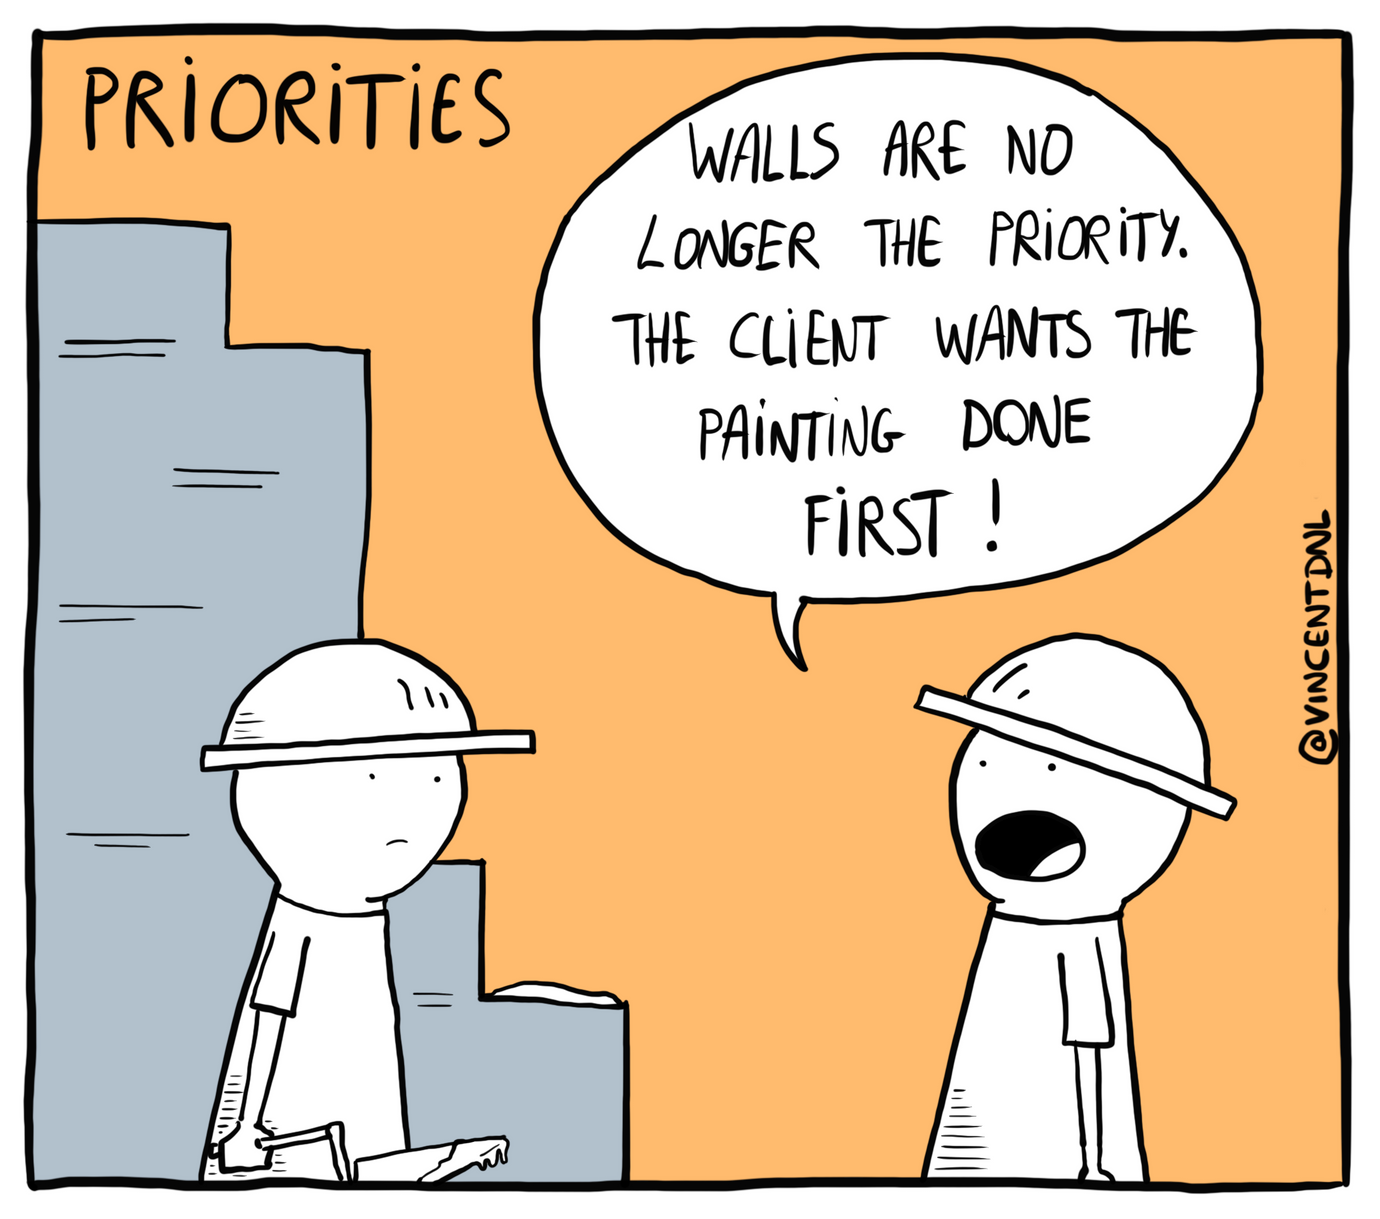 PRIORITIES
WALLS ARE NO
LONGER THE PRIORITY.
THE CLIENT WANTS THE
PAINTING DONE
FIRST !
@VINCENTDNL